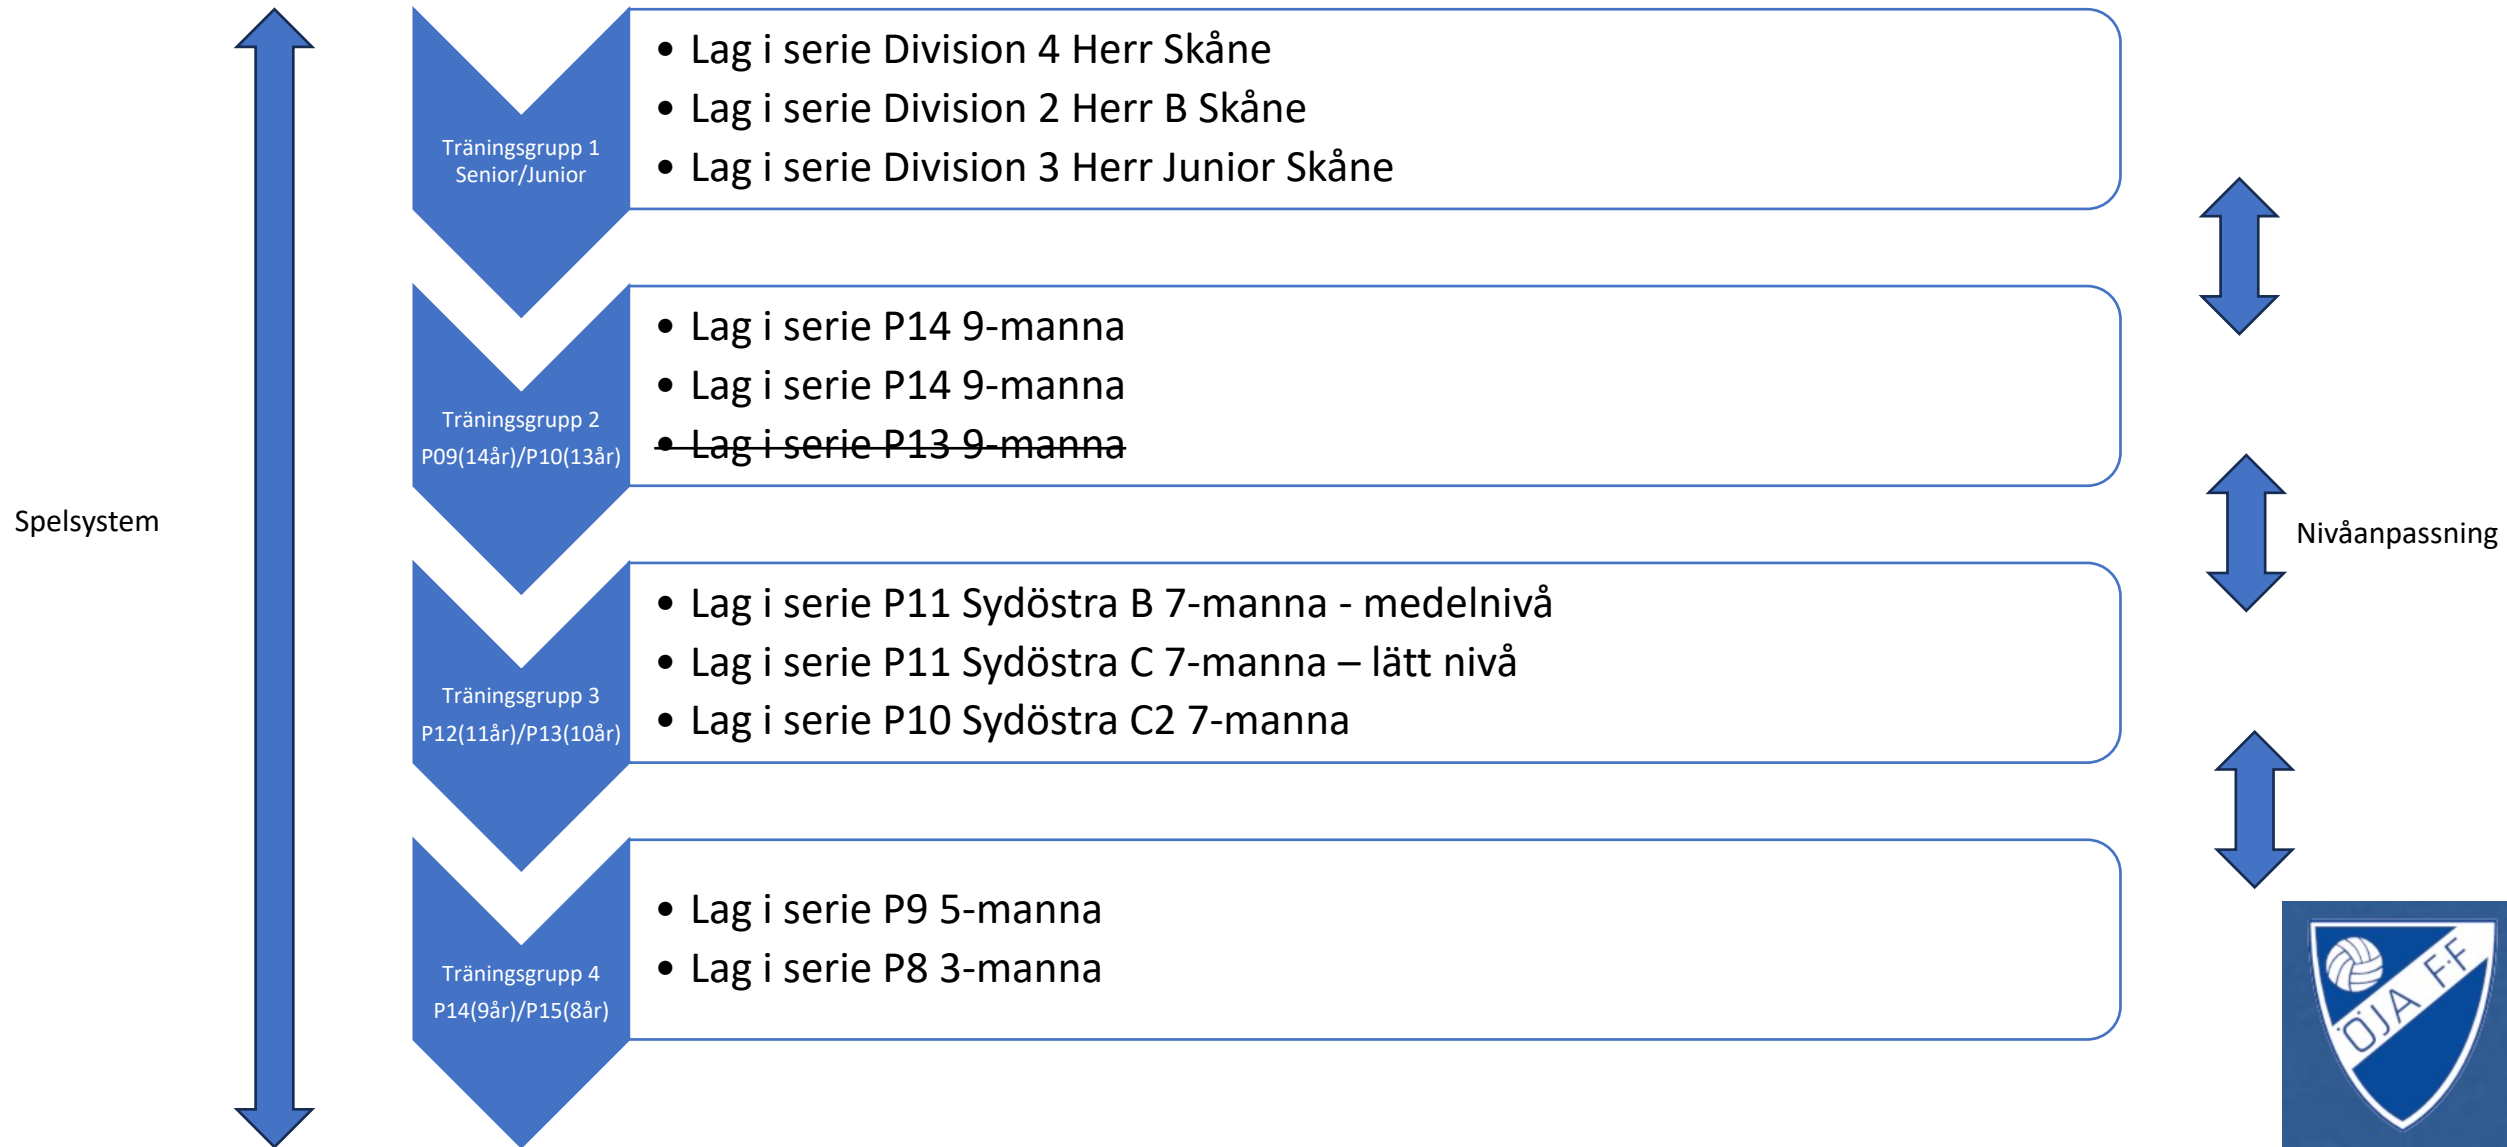 • Lag i serie Division 4 Herr Skåne
• Lag i serie Division 2 Herr B Skåne
• Lag i serie Division 3 Herr Junior Skåne
Träningsgrupp 1
Senior/Junior
• Lag i serie P14 9-manna
• Lag i serie P14 9-manna
• Lag i serie P13 9-manna
Träningsgrupp 2
P09(14år)/P10(13år)
Spelsystem
Nivåanpassning
• Lag i serie P11 Sydöstra B 7-manna - medelnivå
• Lag i serie P11 Sydöstra C 7-manna – lätt nivå
• Lag i serie P10 Sydöstra C2 7-manna
Träningsgrupp 3
P12(11år)/P13(10år)
• Lag i serie P9 5-manna
• Lag i serie P8 3-manna
Träningsgrupp 4
P14(9år)/P15(8år)
ÖJA F.F